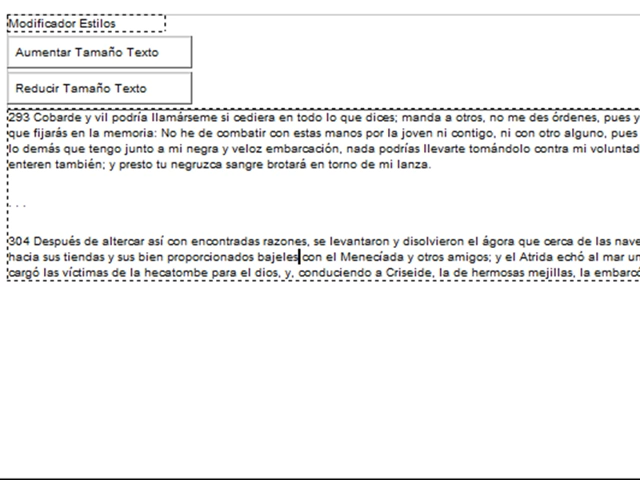 Modificador Estilos
Aumentar Tamaño Texto
Reducir Tamaño Texto
293 Cobarde y vil podría llamárseme si cediera en todo lo que dices; manda a otros, no me des órdenes, pues y
que fijarás en la memoria: No he de combatir con estas manos por la joven ni contigo, ni con otro alguno, pues
lo demás que tengo junto a mi negra y veloz embarcación, nada podrías llevarte tomándolo contra mi voluntad
enteren también; y presto tu negruzca sangre brotará en torno de mi lanza.
. . .
304 Después de altercar así con encontradas razones, se levantaron y disolvieron el ágora que cerca de las nave
hacia sus tiendas y sus bien proporcionados bajeles con el Menecíada y otros amigos; y el Atrida echó al mar un
cargó las víctimas de la hecatombe para el dios, y, conduciendo a Criseide, la de hermosas mejillas, la embarcó